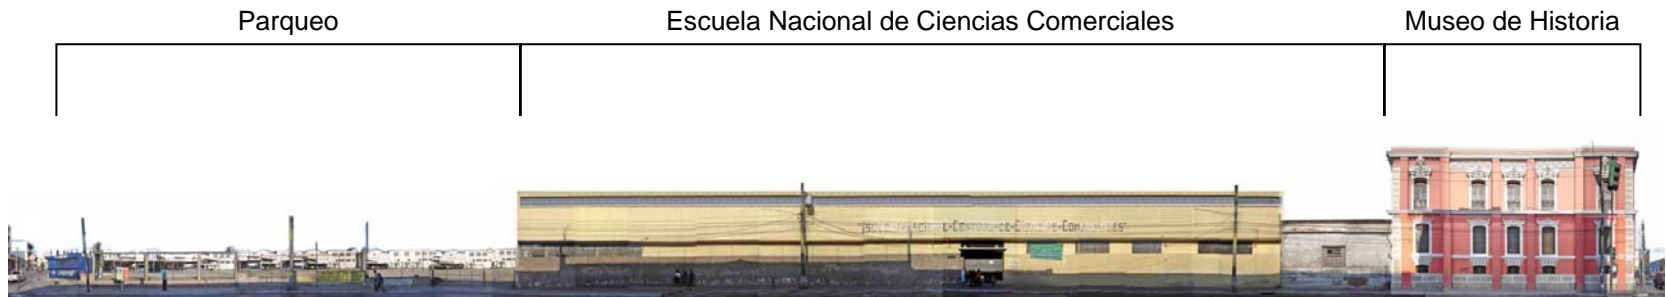 Parqueo
Escuela Nacional de Ciencias Comerciales
Museo de Historia